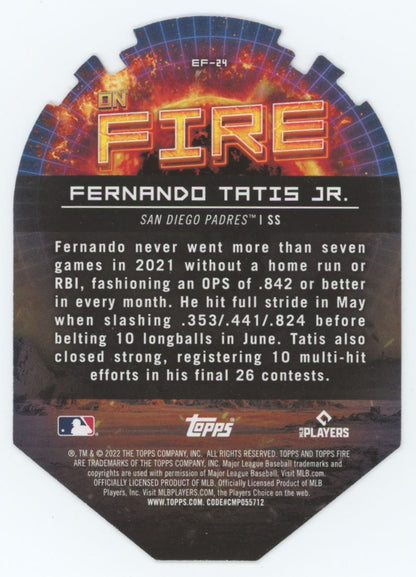 EF-24
ON
FIRE
FERNANDO TATIS JR.
SAN DIEGO PADRES™ | SS
Fernando never went more than seven
games in 2021 without a home run or
RBI, fashioning an OPS of .842 or better
in every month. He hit full stride in May
when slashing .353/.441/.824 before
belting 10 longballs in June. Tatis also
closed strong, registering 10 multi-hit
efforts in his final 26 contests.
topps
MLB PLAYERS
®, TM & © 2022 THE TOPPS COMPANY, INC. ALL RIGHTS RESERVED. TOPPS AND TOPPS FIRE
ARE TRADEMARKS OF THE TOPPS COMPANY, INC. Major League Baseball trademarks and
copyrights are used with permission of Major League Baseball. Visit MLB.com.
OFFICIALLY LICENSED PRODUCT OF MLB. Officially Licensed Product of MLB
Players, Inc. Visit MLBPLAYERS.com, the Players Choice on the web.
WWW.TOPPS.COM. CODE#CMP055712